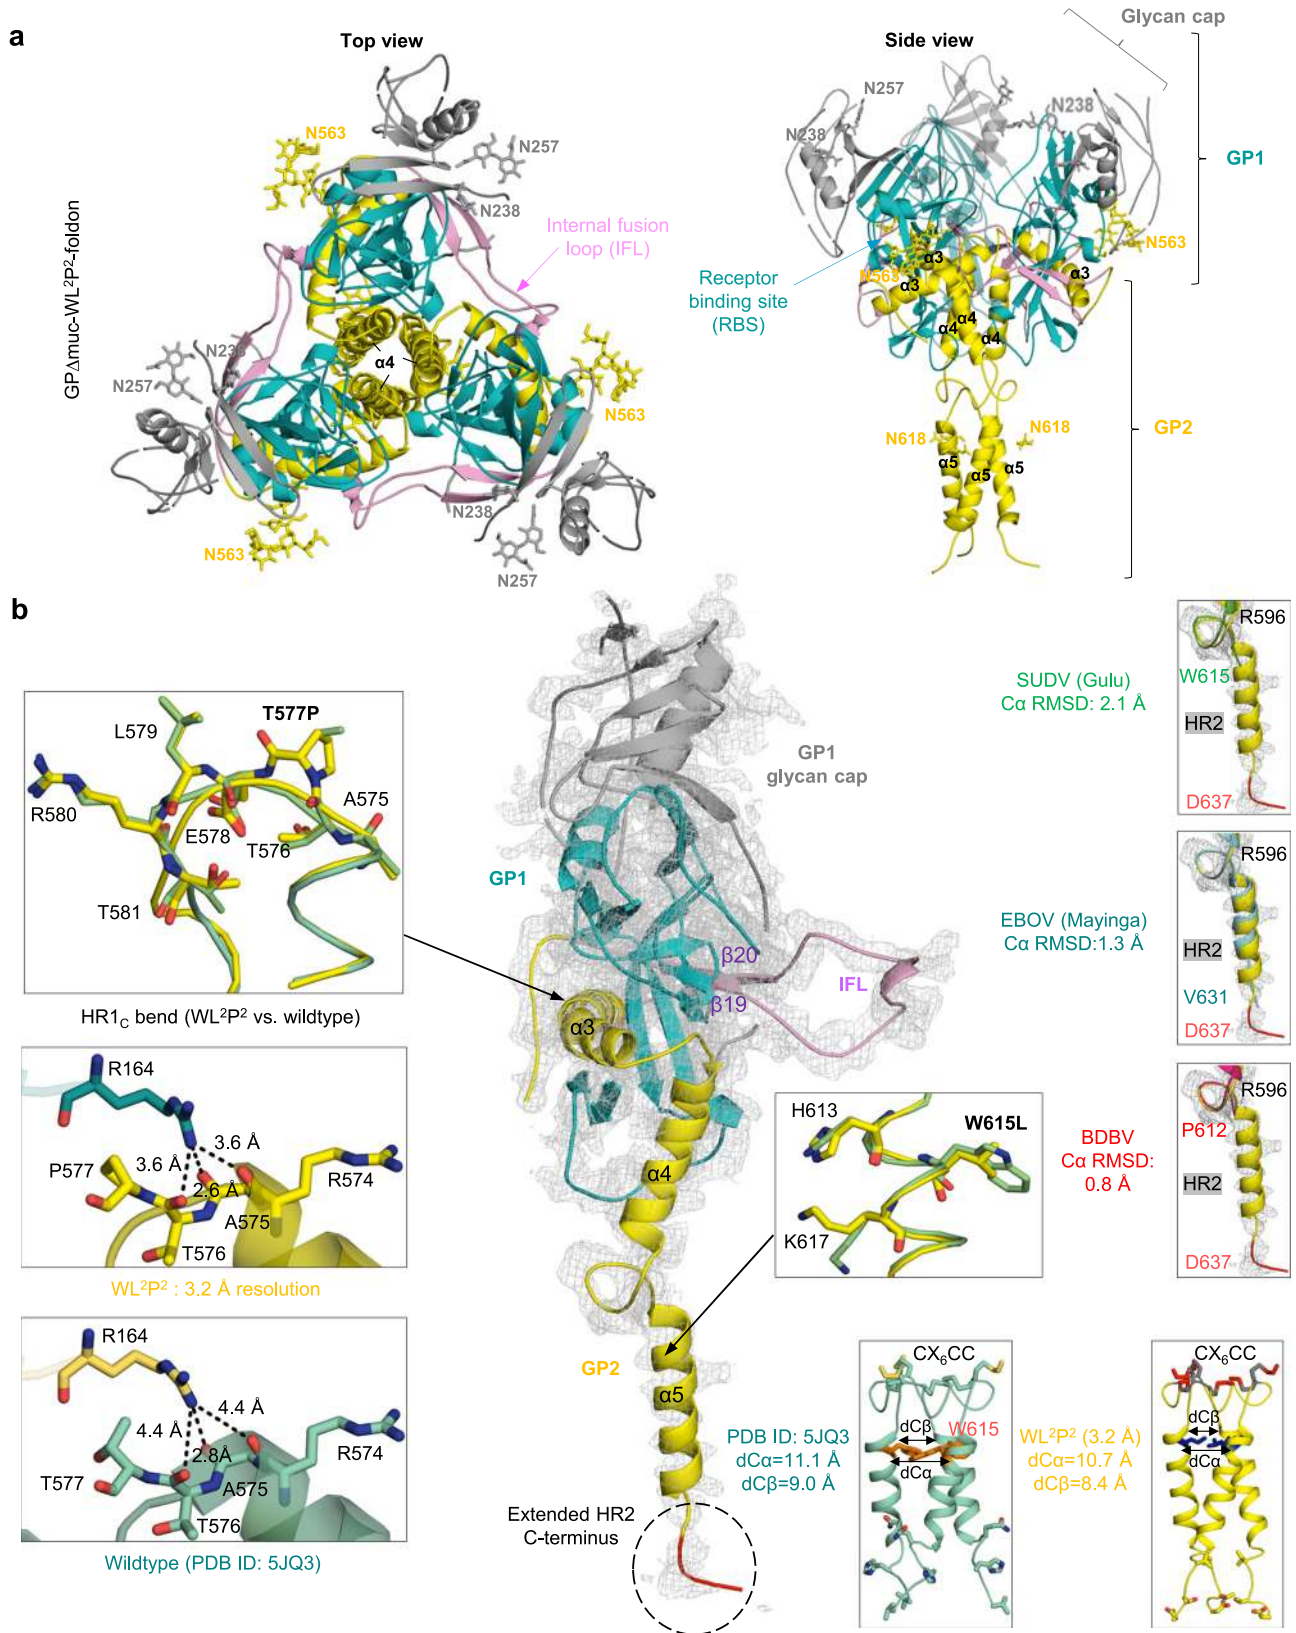 a
Top view
Side view
Glycan cap
GPΔmuc-WL²P²-foldon
N563
N257
N238
Internal fusion
loop (IFL)
α4
N238
N257
N563
N563
N238
N257
N257
N238
N238
GP1
N563
N563
α3
α3
α3
Receptor
binding site
(RBS)
α4
α4
α4
GP2
N618
N618
α5
α5
α5
b
T577P
L579
R580
A575
E578
T576
T581
HR1C bend (WL²P² vs. wildtype)
R164
3.6 Å
3.6 Å
P577
2.6 Å
R574
A575
T576
WL²P² : 3.2 Å resolution
R164
4.4 Å
4.4 Å
2.8Å
R574
T577
A575
T576
Wildtype (PDB ID: 5JQ3)
GP1
glycan cap
GP1
β20
IFL
β19
α3
α4
GP2
α5
Extended HR2
C-terminus
H613
W615L
K617
SUDV (Gulu)
Cα RMSD: 2.1 Å
R596
W615
HR2
D637
EBOV (Mayinga)
Cα RMSD:1.3 Å
R596
HR2
V631
D637
BDBV
Cα RMSD:
0.8 Å
R596
P612
HR2
D637
PDB ID: 5JQ3
dCα=11.1 Å
dCβ=9.0 Å
CX₆CC
dCβ
W615
dCα
WL²P² (3.2 Å)
dCα=10.7 Å
dCβ=8.4 Å
CX₆CC
dCβ
dCα